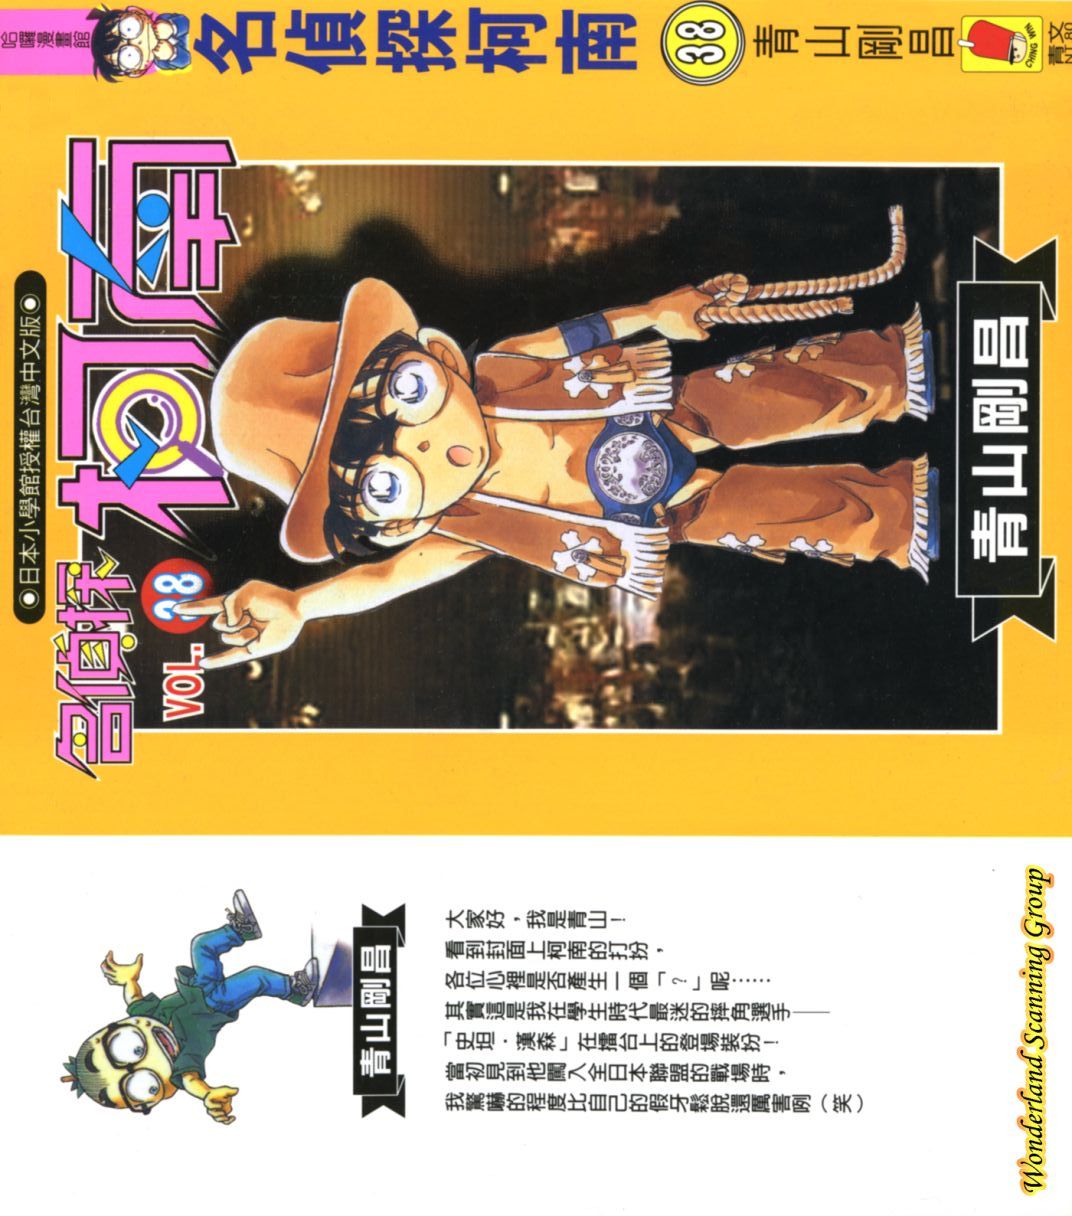 哈囉漫畫館
名偵探柯南
38
青山剛昌
文
青
CHING WIN
●日本小學館授權台灣中文版●
名偵探
柯南
VOL. 38
青山剛昌
青山剛昌
大家好，我是青山！
看到封面上柯南的打扮，
各位心裡是否產生一個「？」呢……
其實這是我在學生時代最迷的摔角選手——
「史坦．漢森」在擂台上的登場裝扮！
當初見到他闖入全日本聯盟的戰場時，
我驚嚇的程度比自己的假牙鬆脫還厲害咧（笑）
Wonderland Scanning Group